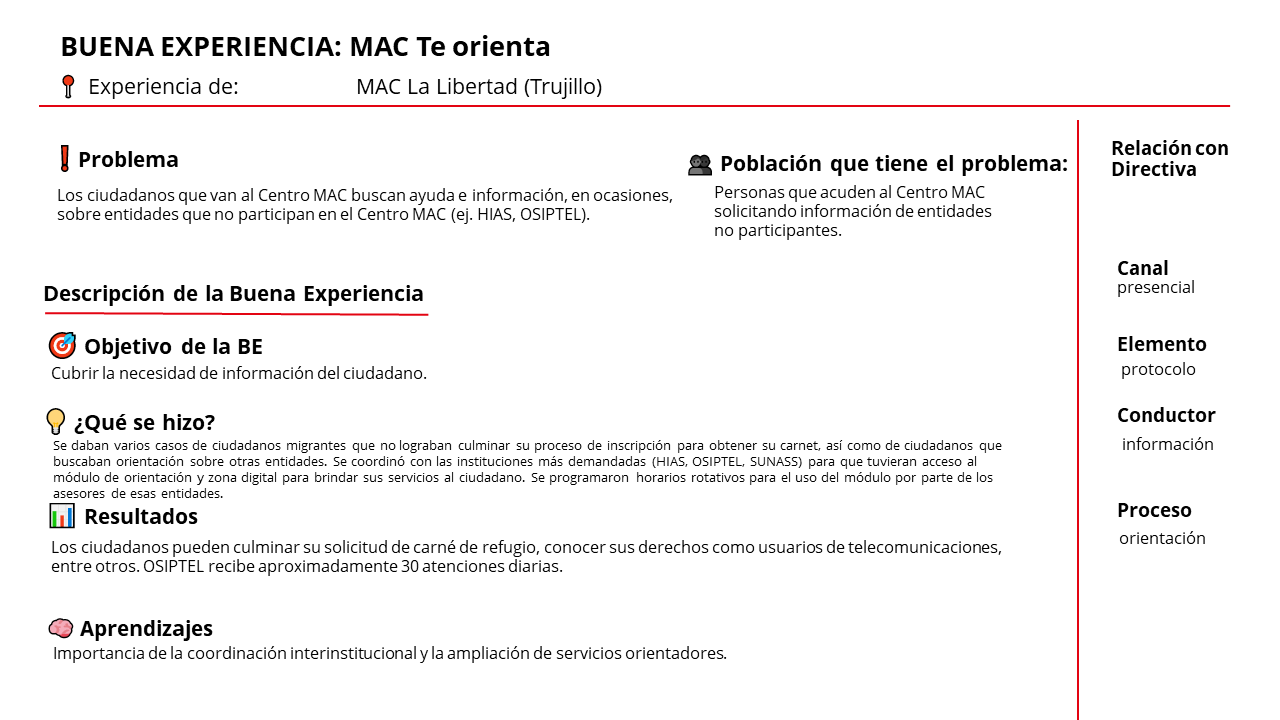 BUENA EXPERIENCIA: MAC Te orienta
Experiencia de: MAC La Libertad (Trujillo)
Problema
Los ciudadanos que van al Centro MAC buscan ayuda e información, en ocasiones,
sobre entidades que no participan en el Centro MAC (ej. HIAS, OSIPTEL).
Población que tiene el problema:
Personas que acuden al Centro MAC
solicitando información de entidades
no participantes.
Descripción de la Buena Experiencia
Objetivo de la BE
Cubrir la necesidad de información del ciudadano.
¿Qué se hizo?
Se daban varios casos de ciudadanos migrantes que no lograban culminar su proceso de inscripción para obtener su carnet, así como de ciudadanos que
buscaban orientación sobre otras entidades. Se coordinó con las instituciones más demandadas (HIAS, OSIPTEL, SUNASS) para que tuvieran acceso al
módulo de orientación y zona digital para brindar sus servicios al ciudadano. Se programaron horarios rotativos para el uso del módulo por parte de los
asesores de esas entidades.
Resultados
Los ciudadanos pueden culminar su solicitud de carné de refugio, conocer sus derechos como usuarios de telecomunicaciones,
entre otros. OSIPTEL recibe aproximadamente 30 atenciones diarias.
Aprendizajes
Importancia de la coordinación interinstitucional y la ampliación de servicios orientadores.
Relación con
Directiva
Canal
presencial
Elemento
protocolo
Conductor
información
Proceso
orientación